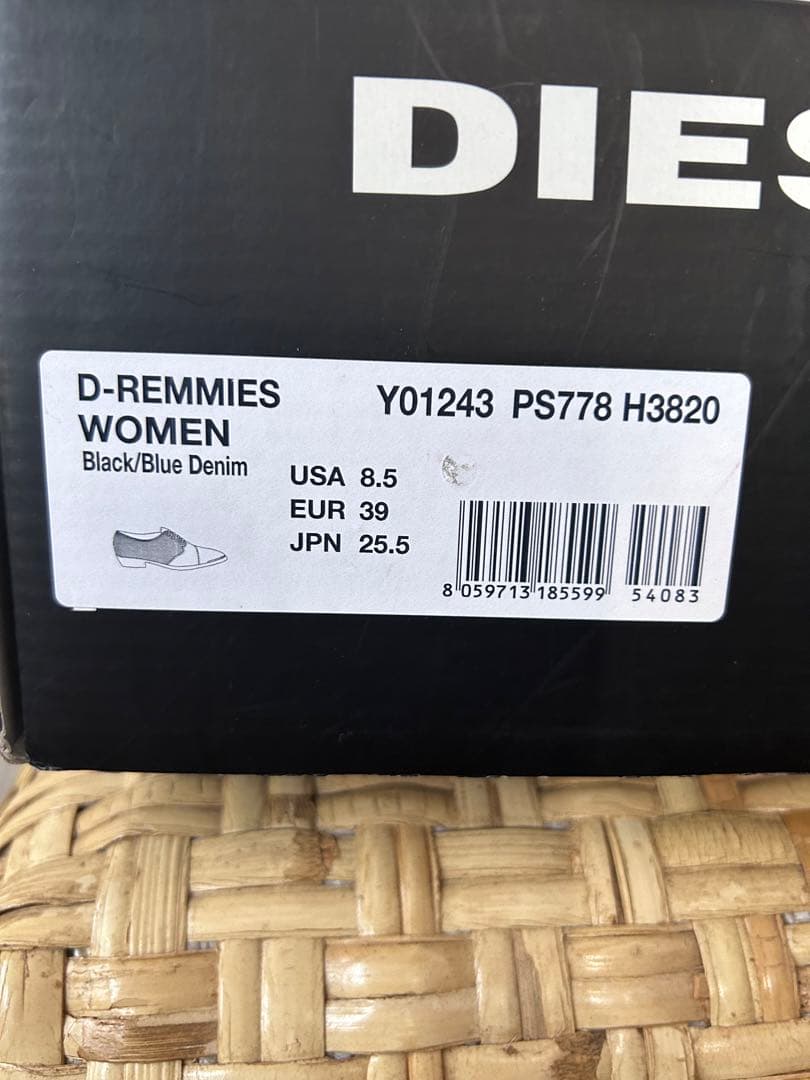 DIES
D-REMMIES
WOMEN
Black/Blue Denim
Y01243 PS778 H3820
USA 8.5
EUR 39
JPN 25.5
8 059713 185599 54083